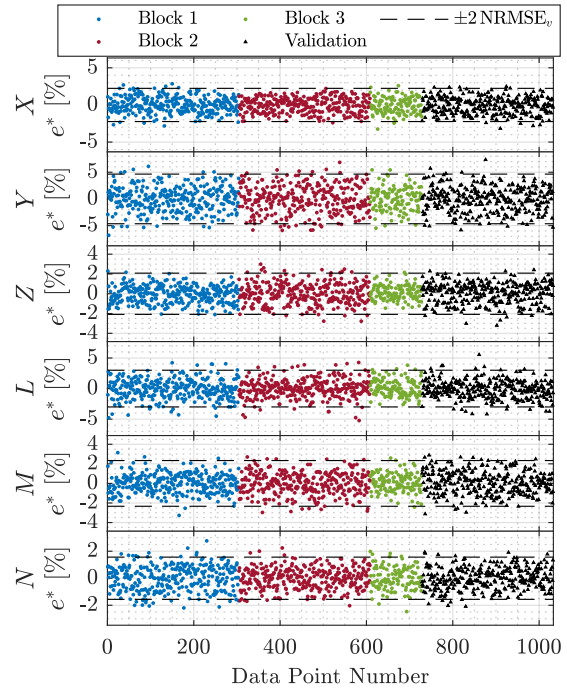 Block 1 Block 3 ±2 NRMSEᵥ
Block 2 Validation
X
e* [%]
5
0
-5
Y
e* [%]
5
0
-5
Z
e* [%]
4
2
0
-2
-4
L
e* [%]
5
0
-5
M
e* [%]
4
2
0
-2
-4
N
e* [%]
2
0
-2
0 200 400 600 800 1000
Data Point Number